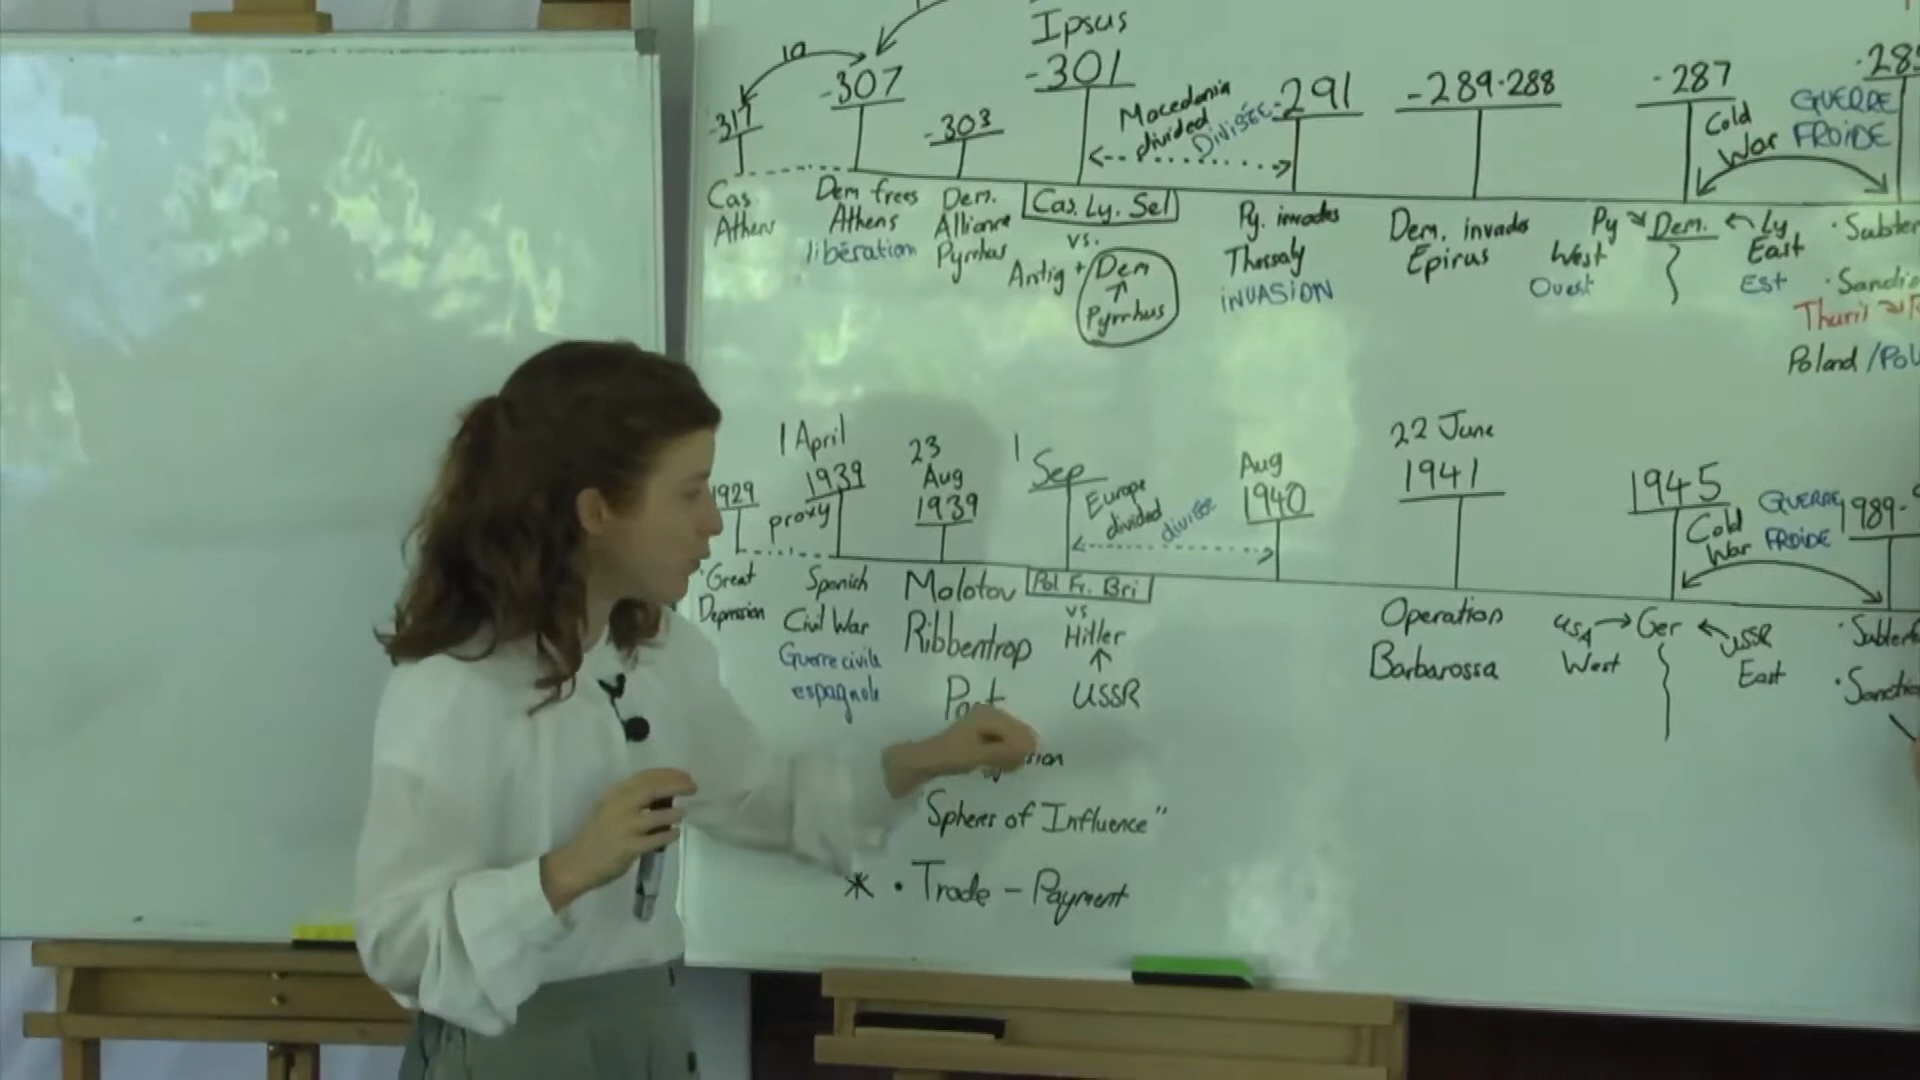 Ipsus
10
-317
-307
-303
-301
Macedonia
divided
Divisée
-291
-289-288
-287
Cold
War
GUERRE
FROIDE
Cas.
Athens
Dem frees
Athens
libération
Dem.
Alliance
Pyrrhus
Cas. Ly. Sel
vs.
Antig + Dem
Pyrrhus
Py. invades
Thessaly
INVASION
Dem. invades
Epirus
Py
West
Ouest
Dem.
Ly
East
Est
Poland
1929
proxy
1 April
1939
23
Aug
1939
1 Sep
Europe
divided
divisée
Aug
1940
22 June
1941
1945
Cold
War
GUERRE
FROIDE
Great
Depression
Spanish
Civil War
Guerre civile
espagnole
Molotov
Ribbentrop
Pol Fr. Bri
vs
Hitler
USSR
Operation
Barbarossa
USA
West
Ger
USSR
East
"Spheres of Influence"
* • Trade - Payment